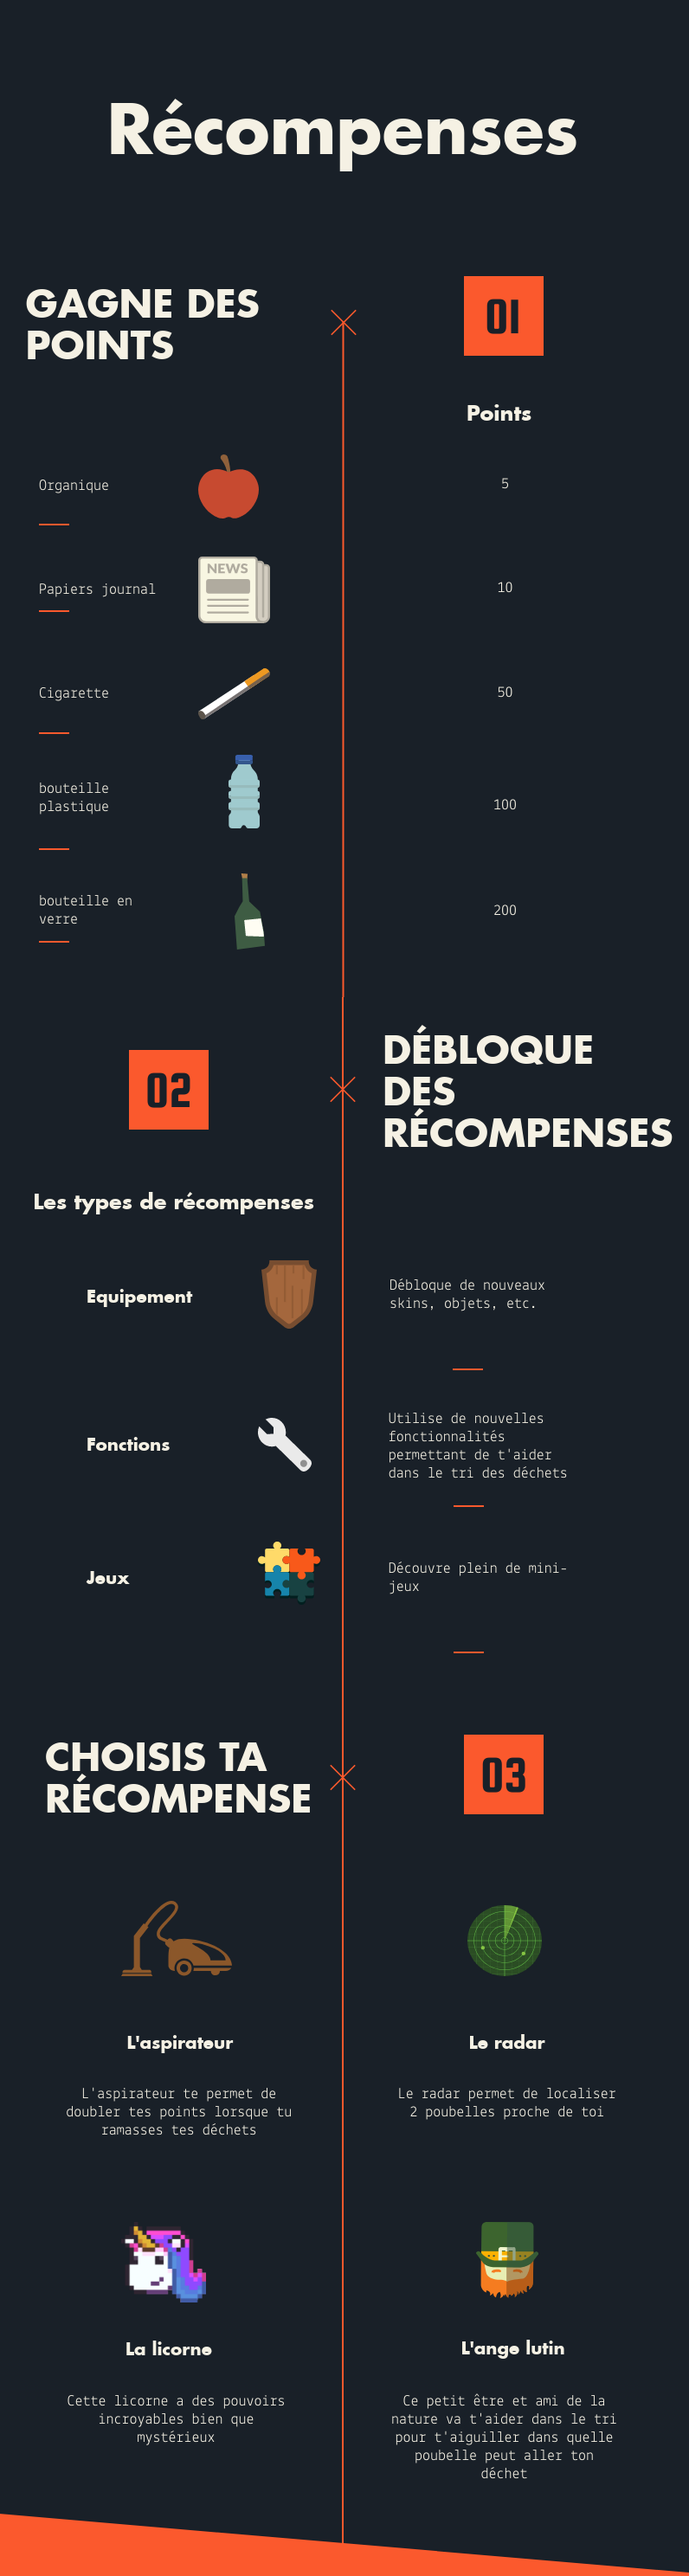 Récompenses
GAGNE DES
POINTS
01
Points
Organique
5
NEWS
Papiers journal
10
Cigarette
50
bouteille
plastique
100
bouteille en
verre
200
02
DÉBLOQUE
DES
RÉCOMPENSES
Les types de récompenses
Equipement
Débloque de nouveaux
skins, objets, etc.
Fonctions
Utilise de nouvelles
fonctionnalités
permettant de t'aider
dans le tri des déchets
Jeux
Découvre plein de mini-
jeux
CHOISIS TA
RÉCOMPENSE
03
L'aspirateur
L'aspirateur te permet de
doubler tes points lorsque tu
ramasses tes déchets
Le radar
Le radar permet de localiser
2 poubelles proche de toi
La licorne
Cette licorne a des pouvoirs
incroyables bien que
mystérieux
L'ange lutin
Ce petit être et ami de la
nature va t'aider dans le tri
pour t'aiguiller dans quelle
poubelle peut aller ton
déchet